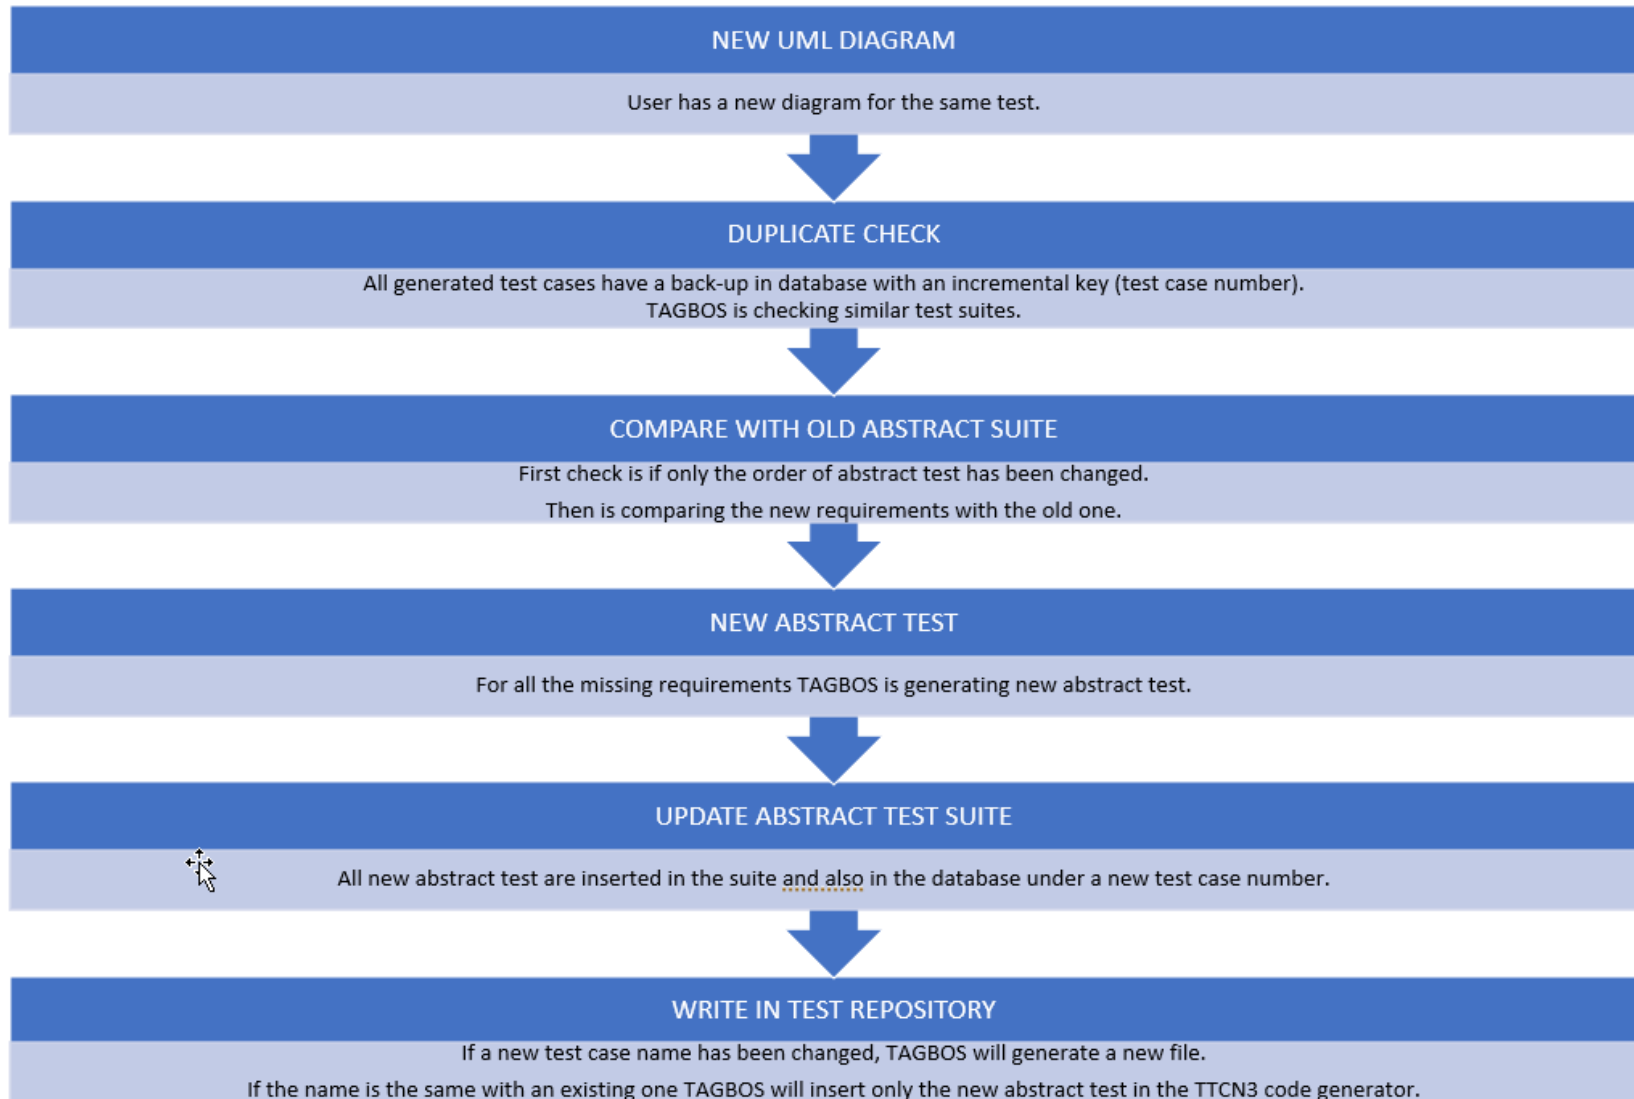 NEW UML DIAGRAM
User has a new diagram for the same test.
DUPLICATE CHECK
All generated test cases have a back-up in database with an incremental key (test case number).
TAGBOS is checking similar test suites.
COMPARE WITH OLD ABSTRACT SUITE
First check is if only the order of abstract test has been changed.
Then is comparing the new requirements with the old one.
NEW ABSTRACT TEST
For all the missing requirements TAGBOS is generating new abstract test.
UPDATE ABSTRACT TEST SUITE
All new abstract test are inserted in the suite and also in the database under a new test case number.
WRITE IN TEST REPOSITORY
If a new test case name has been changed, TAGBOS will generate a new file.
If the name is the same with an existing one TAGBOS will insert only the new abstract test in the TTCN3 code generator.